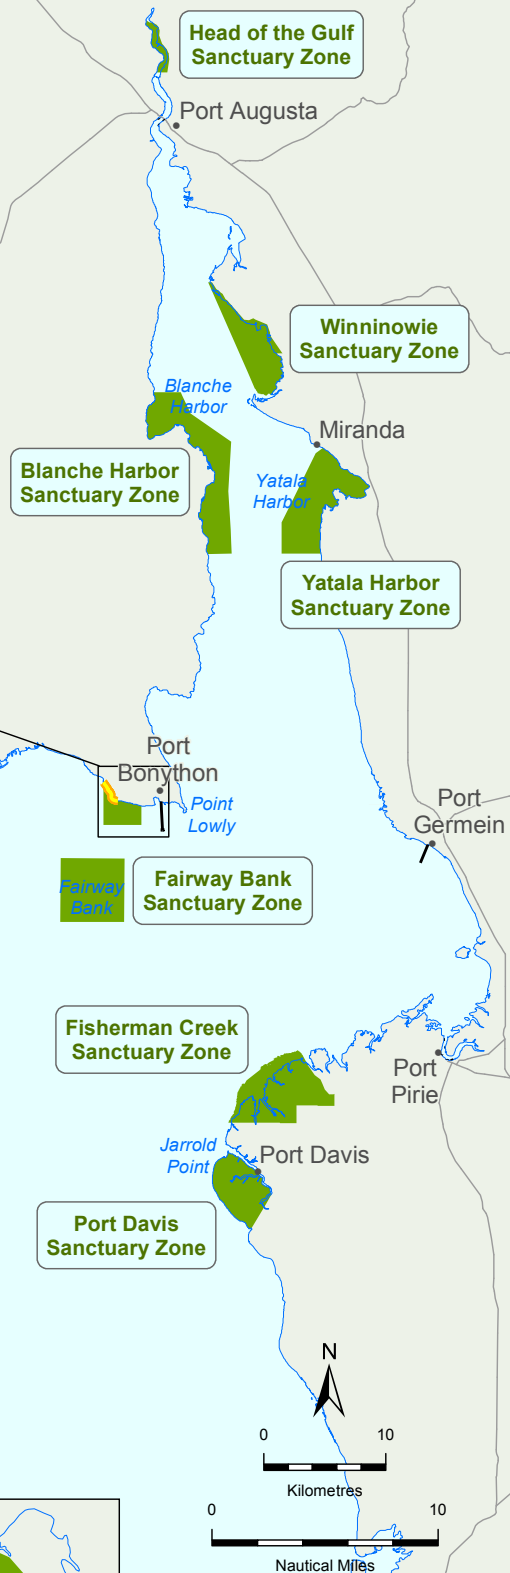 Head of the Gulf
Sanctuary Zone
Port Augusta
Winninowie
Sanctuary Zone
Blanche
Harbor
Miranda
Blanche Harbor
Sanctuary Zone
Yatala
Harbor
Yatala Harbor
Sanctuary Zone
Port
Bonython
Point
Lowly
Port
Germein
Fairway
Bank
Fairway Bank
Sanctuary Zone
Fisherman Creek
Sanctuary Zone
Port
Pirie
Jarrold
Point
Port Davis
Port Davis
Sanctuary Zone
N
0 10
Kilometres
0 10
Nautical Miles